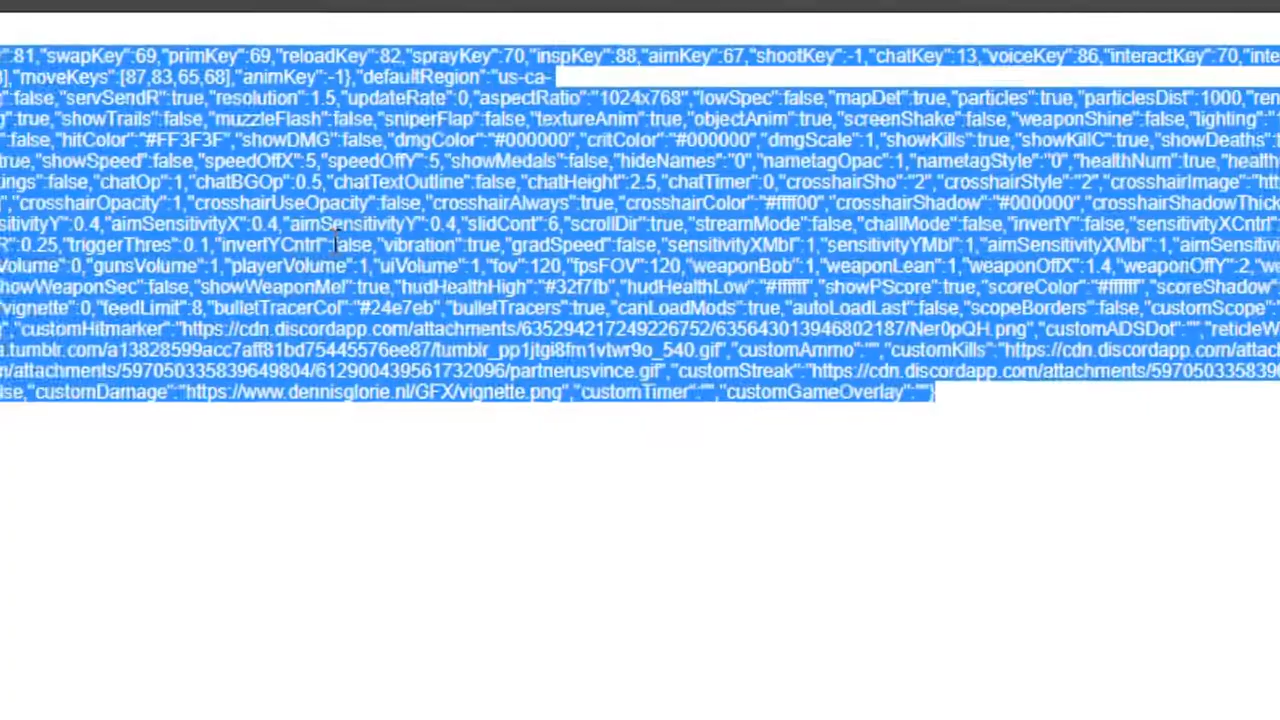 ":81,"swapKey":69,"primKey":69,"reloadKey":82,"sprayKey":70,"inspKey":88,"aimKey":67,"shootKey":-1,"chatKey":13,"voiceKey":86,"interactKey":70,"inte
],"moveKeys":[87,83,65,68],"animKey":-1},"defaultRegion":"us-ca-
":false,"servSendR":true,"resolution":1.5,"updateRate":0,"aspectRatio":"1024x768","lowSpec":false,"mapDet":true,"particles":true,"particlesDist":1000,"ren
":true,"showTrails":false,"muzzleFlash":false,"sniperFlap":false,"textureAnim":true,"objectAnim":true,"screenShake":false,"weaponShine":false,"lighting":
":false,"hitColor":"#FF3F3F","showDMG":false,"dmgColor":"#000000","critColor":"#000000","dmgScale":1,"showKills":true,"showKillC":true,"showDeaths":
true,"showSpeed":false,"speedOffX":5,"speedOffY":5,"showMedals":false,"hideNames":"0","nametagOpac":1,"nametagStyle":"0","healthNum":true,"health
ings":false,"chatOp":1,"chatBGOp":0.5,"chatTextOutline":false,"chatHeight":2.5,"chatTimer":0,"crosshairSho":"2","crosshairStyle":"2","crosshairImage":"htt
,"crosshairOpacity":1,"crosshairUseOpacity":false,"crosshairAlways":true,"crosshairColor":"#ffff00","crosshairShadow":"#000000","crosshairShadowThick
sitivityY":0.4,"aimSensitivityX":0.4,"aimSensitivityY":0.4,"slidCont":6,"scrollDir":true,"streamMode":false,"challMode":false,"invertY":false,"sensitivityXCntrl
R":0.25,"triggerThres":0.1,"invertYCntrl":false,"vibration":true,"gradSpeed":false,"sensitivityXMbl":1,"sensitivityYMbl":1,"aimSensitivityXMbl":1,"aimSensitivi
Volume":0,"gunsVolume":1,"playerVolume":1,"uiVolume":1,"fov":120,"fpsFOV":120,"weaponBob":1,"weaponLean":1,"weaponOffX":1.4,"weaponOffY":2,"we
howWeaponSec":false,"showWeaponMel":true,"hudHealthHigh":"#32f7fb","hudHealthLow":"#ffffff","showPScore":true,"scoreColor":"#ffffff","scoreShadow":
"vignette":0,"feedLimit":8,"bulletTracerCol":"#24e7eb","bulletTracers":true,"canLoadMods":true,"autoLoadLast":false,"scopeBorders":false,"customScope":
,"customHitmarker":"https://cdn.discordapp.com/attachments/635294217249226752/635643013946802187/Ner0pQH.png","customADSDot":"","reticleW
a.tumblr.com/a13828599acc7aff81bd75445576ee87/tumblr_pp1jtgi8fm1vtwr9o_540.gif","customAmmo":"","customKills":"https://cdn.discordapp.com/attach
/attachments/597050335839649804/612900439561732096/partnerusvince.gif","customStreak":"https://cdn.discordapp.com/attachments/5970503358396
lse,"customDamage":"https://www.dennisglorie.nl/GFX/vignette.png","customTimer":"","customGameOverlay":""}